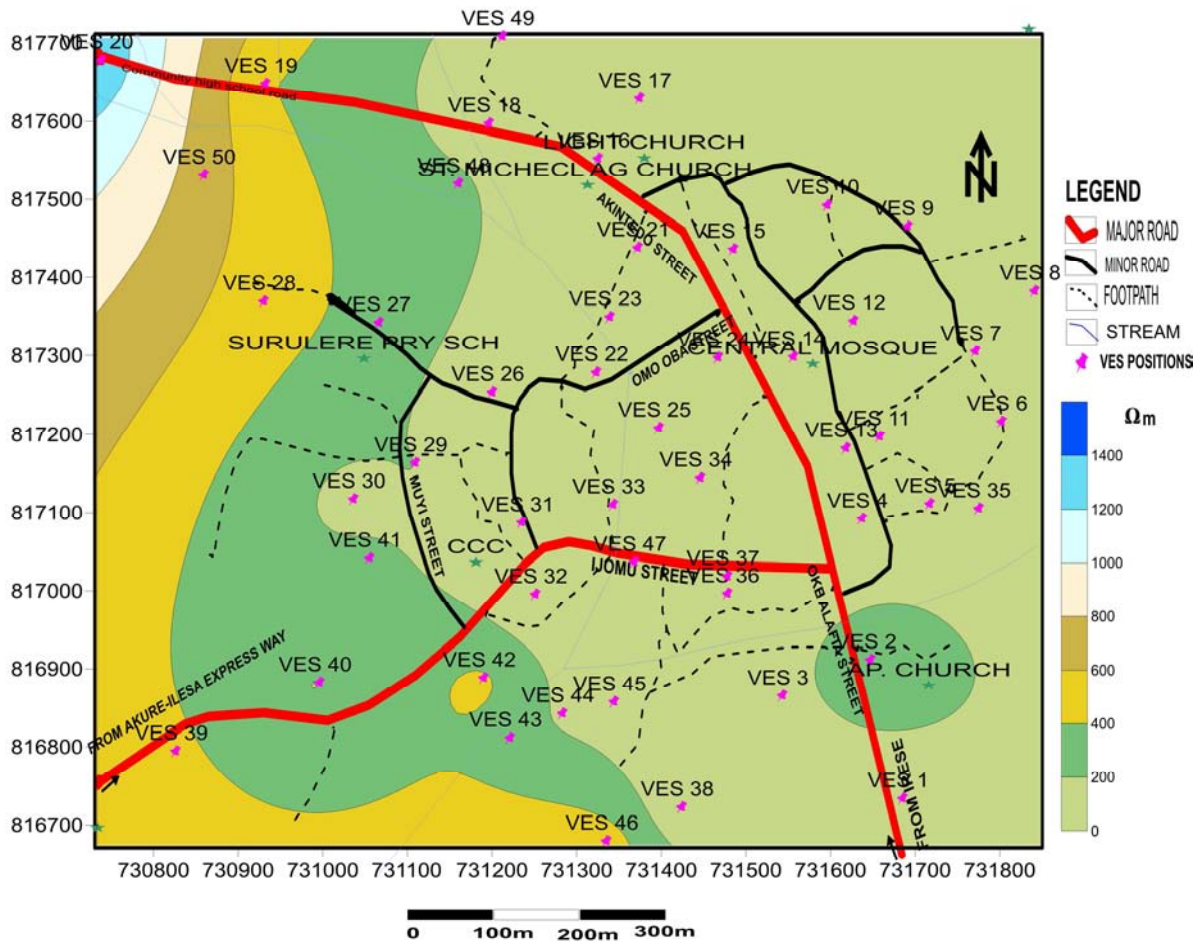 VES 49
817700
VES 20
VES 19
Community high school road
VES 17
817600
VES 18
VES 16
LIGHT CHURCH
VES 50
VES 48
ST. MICHECLAG CHURCH
817500
VES 10
VES 9
AKINTEDO STREET
VES 21
VES 15
817400
VES 28
VES 8
VES 27
VES 23
VES 12
SURULERE PRY SCH
817300
VES 22
OMO OBA STREET
VES 24
VES 14
CENTRAL MOSQUE
VES 7
VES 26
VES 25
VES 6
817200
VES 29
VES 11
VES 13
VES 34
817100
VES 30
VES 31
VES 33
VES 4
VES 5
VES 35
MUYI STREET
VES 41
CCC
VES 47
VES 37
817000
VES 32
IJOMU STREET
VES 36
OKBALAFIA STREET
816900
FROM AKURE-ILESA EXPRESS WAY
VES 40
VES 42
VES 2
AP. CHURCH
VES 44
VES 45
VES 3
816800
VES 39
VES 43
816700
VES 38
VES 1
FROM IRESE
VES 46
730800 730900 731000 731100 731200 731300 731400 731500 731600 731700 731800
0 100m 200m 300m
N
LEGEND
MAJOR ROAD
MINOR ROAD
FOOTPATH
STREAM
VES POSITIONS
Ωm
1400
1200
1000
800
600
400
200
0